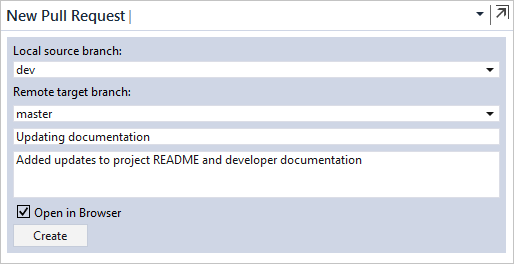 New Pull Request
Local source branch:
dev
Remote target branch:
master
Updating documentation
Added updates to project README and developer documentation
Open in Browser
Create